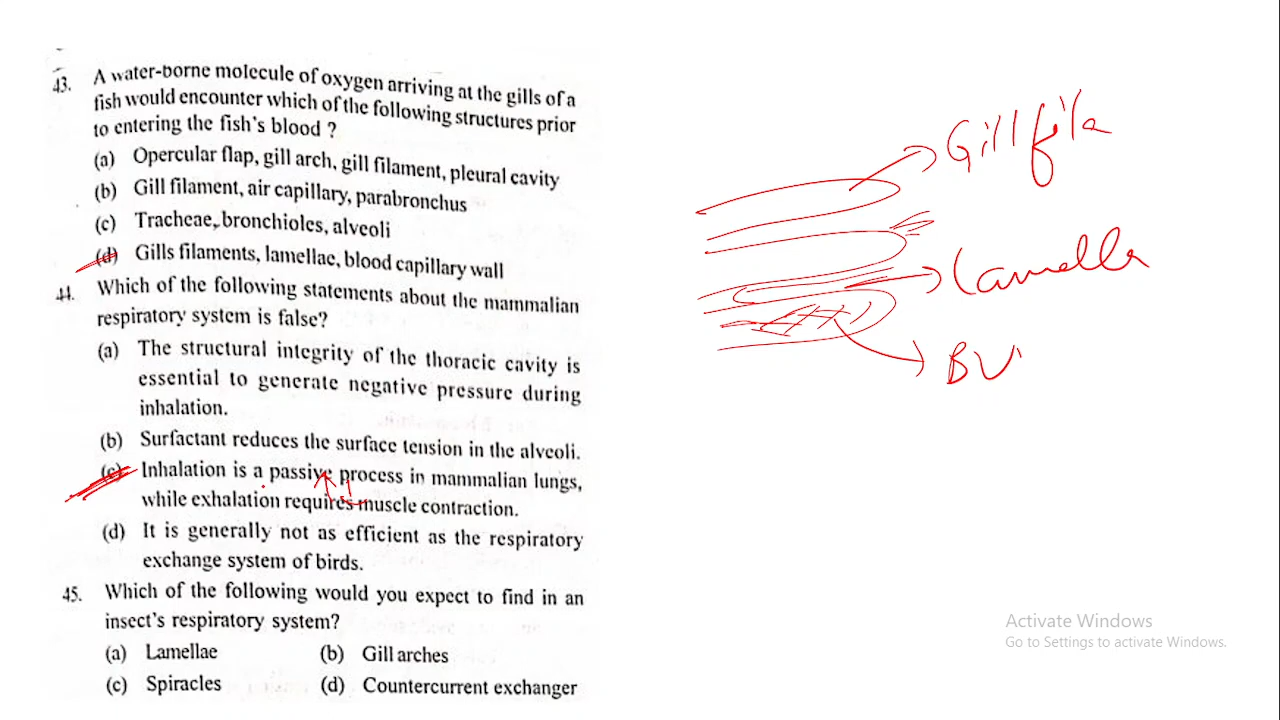 43. A water-borne molecule of oxygen arriving at the gills of a
fish would encounter which of the following structures prior
to entering the fish's blood ?
(a) Opercular flap, gill arch, gill filament, pleural cavity
(b) Gill filament, air capillary, parabronchus
(c) Tracheae, bronchioles, alveoli
(d) Gills filaments, lamellae, blood capillary wall
44. Which of the following statements about the mammalian
respiratory system is false?
(a) The structural integrity of the thoracic cavity is
essential to generate negative pressure during
inhalation.
(b) Surfactant reduces the surface tension in the alveoli.
(c) Inhalation is a passive process in mammalian lungs,
while exhalation requires muscle contraction.
(d) It is generally not as efficient as the respiratory
exchange system of birds.
45. Which of the following would you expect to find in an
insect's respiratory system?
(a) Lamellae (b) Gill arches
(c) Spiracles (d) Countercurrent exchanger
Gill fila
Lamella
BV
Activate Windows
Go to Settings to activate Windows.